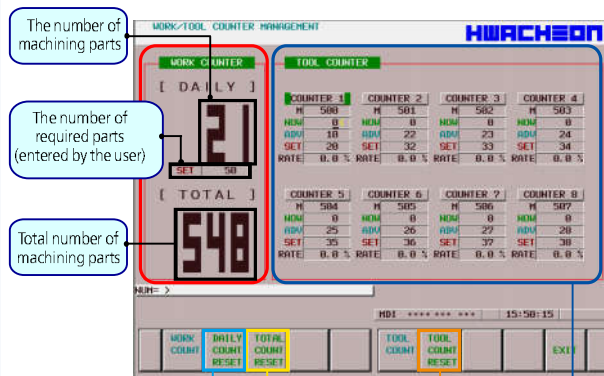 The number of
machining parts
The number of
required parts
(entered by the user)
Total number of
machining parts
WORK/TOOL COUNTER MANAGEMENT
HWACHEON
WORK COUNTER
[ DAILY ]
21
SET 50
[ TOTAL ]
548
TOOL COUNTER
COUNTER 1 COUNTER 2 COUNTER 3 COUNTER 4
M 500 M 501 M 502 M 503
NOW 0 NOW 0 NOW 0 NOW 0
ADV 18 ADV 22 ADV 23 ADV 24
SET 20 SET 32 SET 33 SET 34
RATE 0.0 % RATE 0.0 % RATE 0.0 % RATE 0.0 %
COUNTER 5 COUNTER 6 COUNTER 7 COUNTER 8
M 504 M 505 M 506 M 507
NOW 0 NOW 0 NOW 0 NOW 0
ADV 25 ADV 26 ADV 27 ADV 28
SET 35 SET 36 SET 37 SET 38
RATE 0.0 % RATE 0.0 % RATE 0.0 % RATE 0.0 %
NUM= >
MDI **** *** *** 15:50:15
WORK COUNT
DAILY COUNT RESET
TOTAL COUNT RESET
TOOL COUNT
TOOL COUNT RESET
EXIT